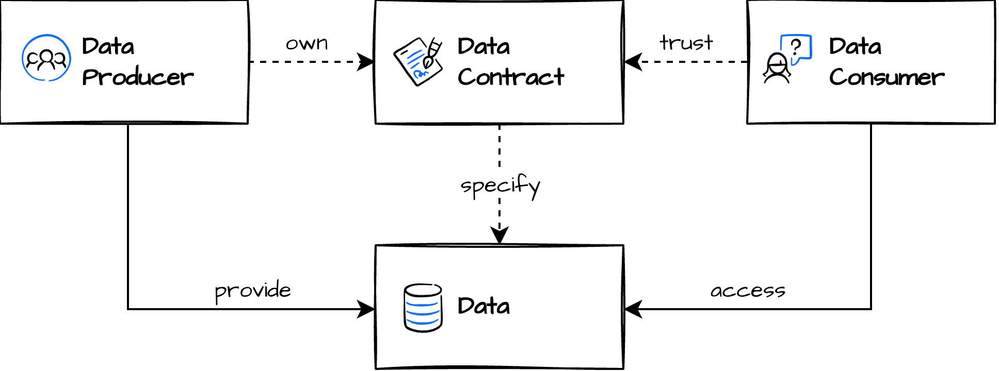 Data
Producer
own
Data
Contract
trust
?
Data
Consumer
specify
provide
Data
access